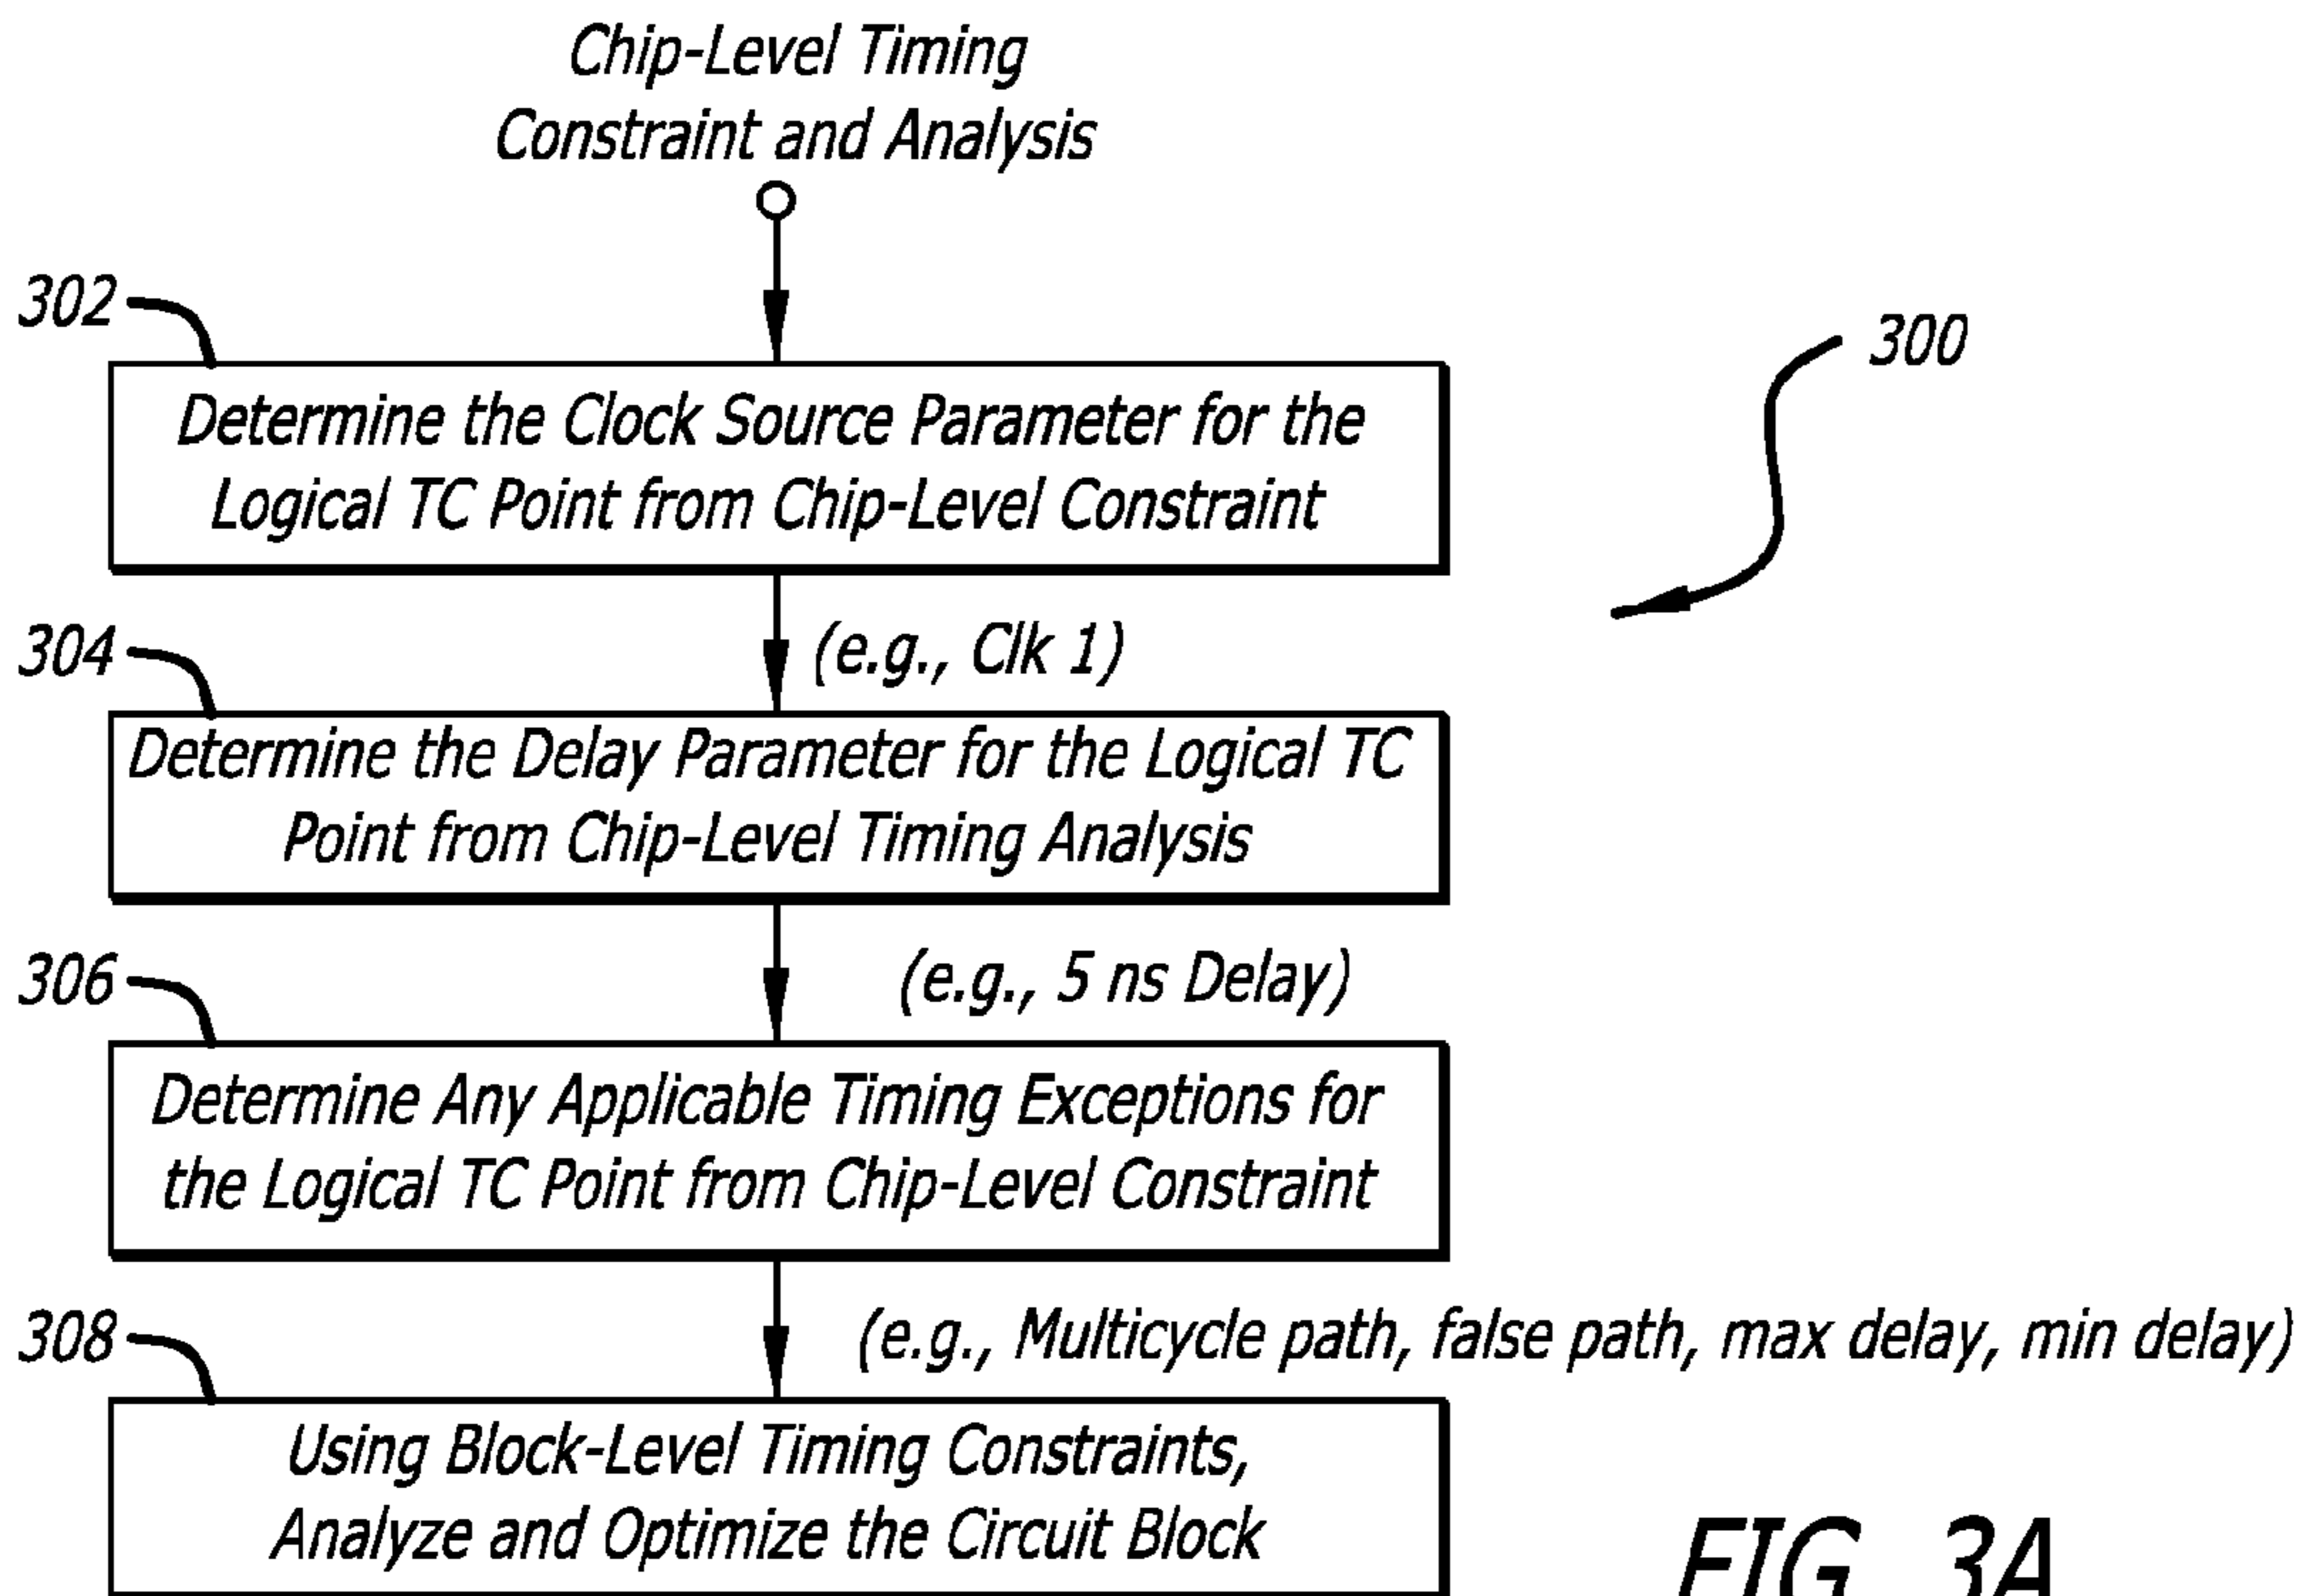 Chip-Level Timing
Constraint and Analysis
302
300
Determine the Clock Source Parameter for the
Logical TC Point from Chip-Level Constraint
304
(e.g., Clk 1)
Determine the Delay Parameter for the Logical TC
Point from Chip-Level Timing Analysis
306
(e.g., 5 ns Delay)
Determine Any Applicable Timing Exceptions for
the Logical TC Point from Chip-Level Constraint
308
(e.g., Multicycle path, false path, max delay, min delay)
Using Block-Level Timing Constraints,
Analyze and Optimize the Circuit Block
FIG. 3A